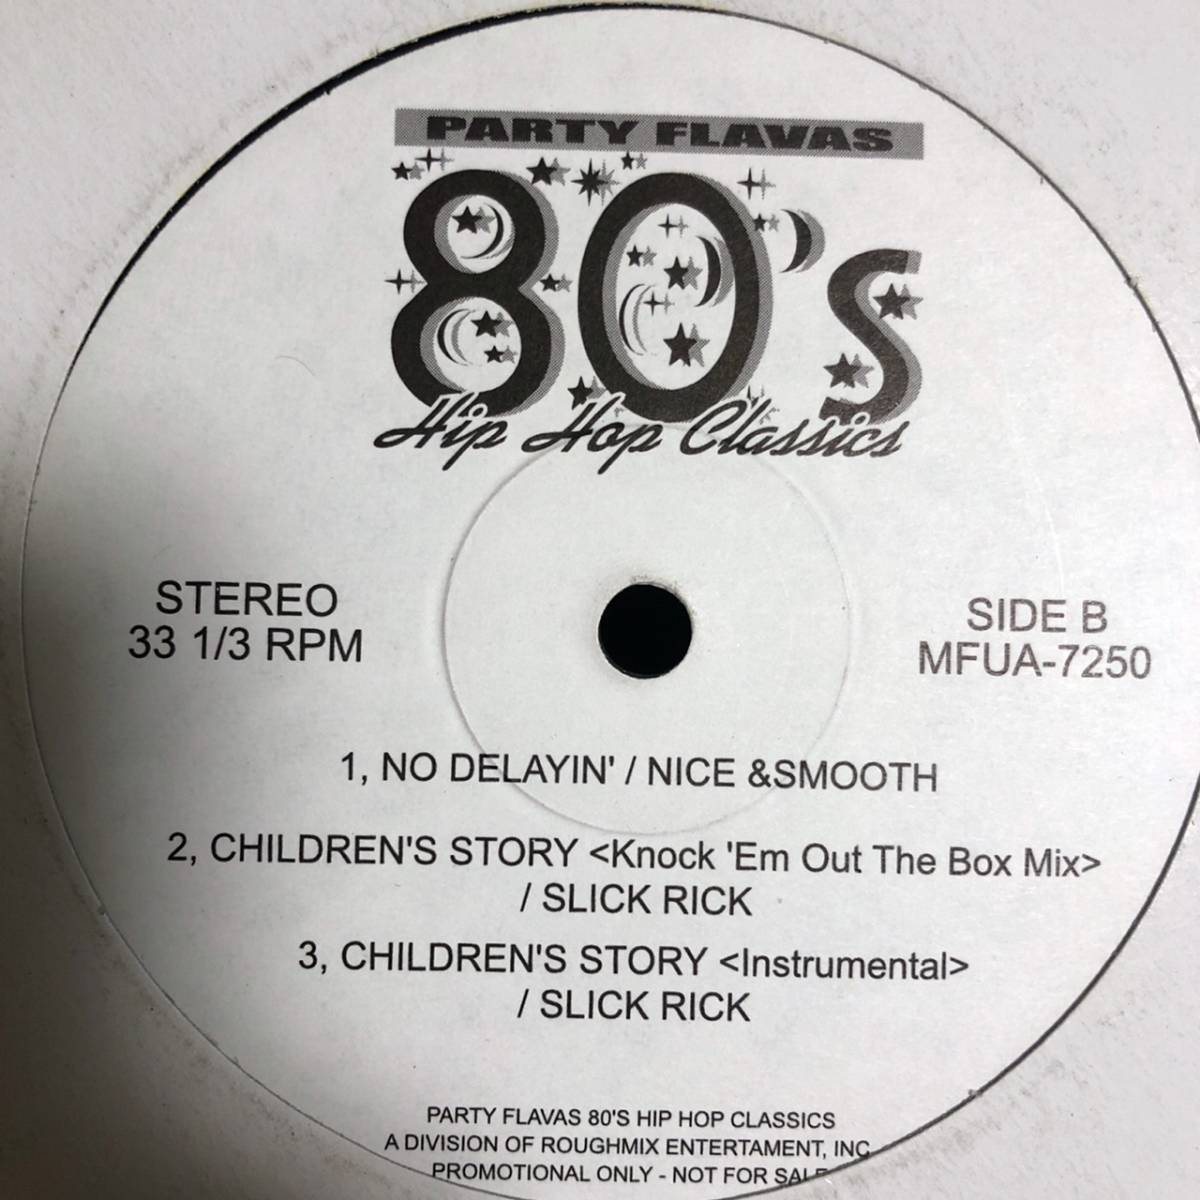 PARTY FLAVAS
80's
Hip Hop Classics
STEREO
33 1/3 RPM
SIDE B
MFUA-7250
1, NO DELAYIN' / NICE &SMOOTH
2, CHILDREN'S STORY <Knock 'Em Out The Box Mix>
/ SLICK RICK
3, CHILDREN'S STORY <Instrumental>
/ SLICK RICK
PARTY FLAVAS 80'S HIP HOP CLASSICS
A DIVISION OF ROUGHMIX ENTERTAMENT, INC
PROMOTIONAL ONLY - NOT FOR SALE